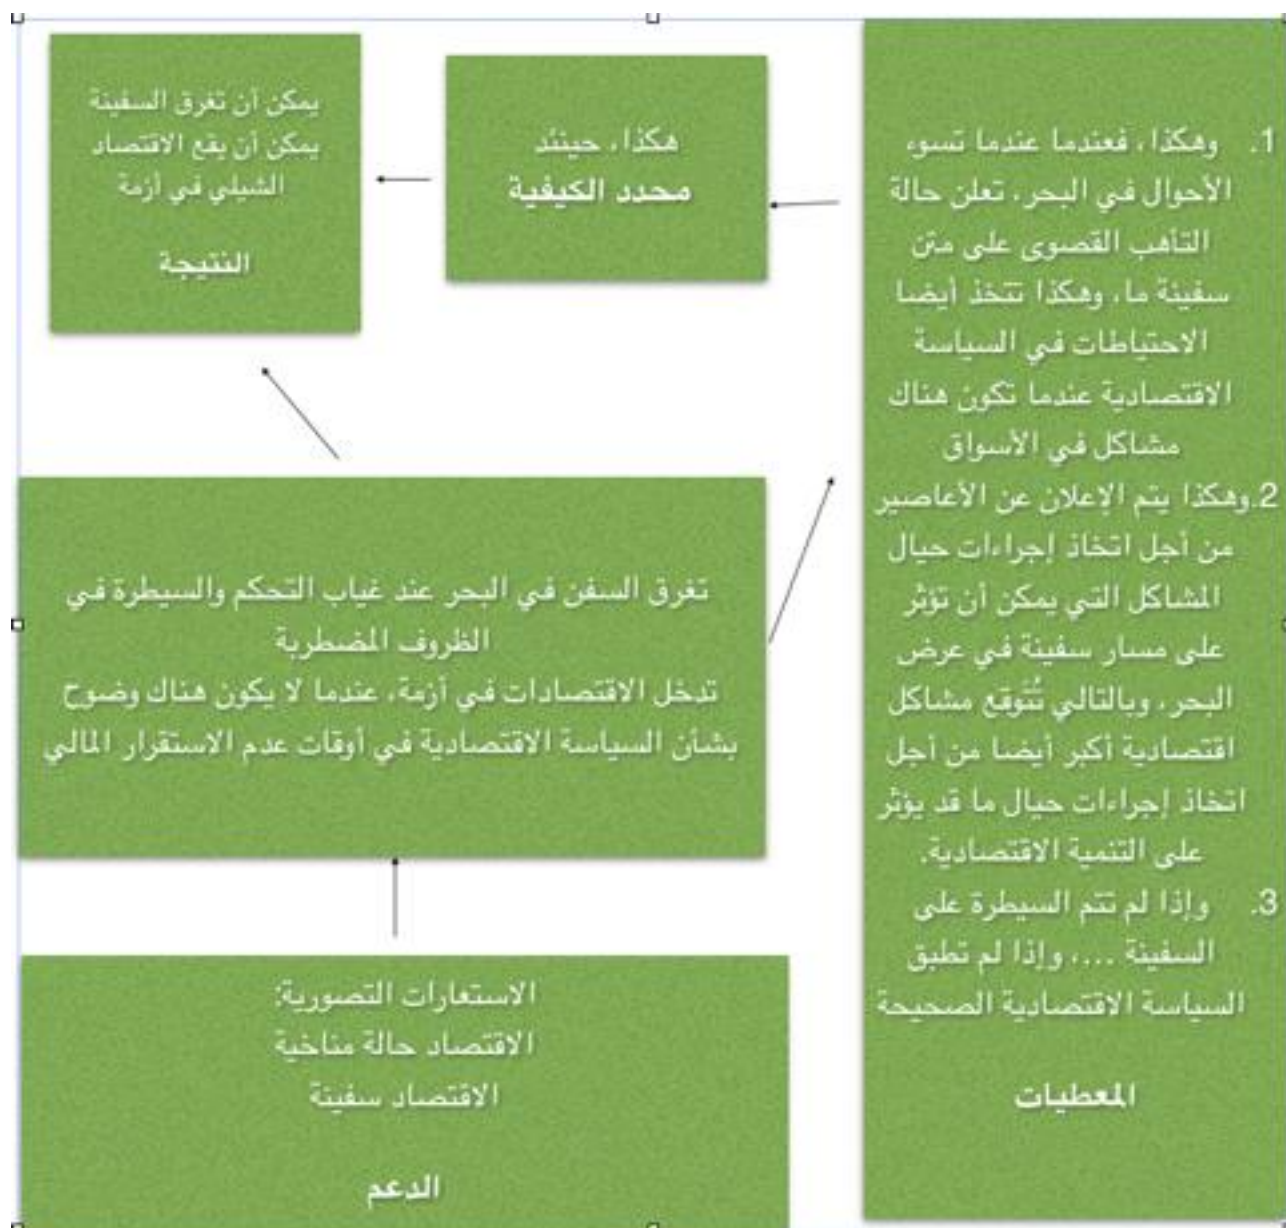 1. وهكذا، فعندما عندما تسوء
الأحوال في البحر، تعلن حالة
التأهب القصوى على متن
سفينة ما، وهكذا تتخذ أيضا
الاحتياطات في السياسة
الاقتصادية عندما تكون هناك
مشاكل في الأسواق
2. وهكذا يتم الإعلان عن الأعاصير
من أجل اتخاذ إجراءات حيال
المشاكل التي يمكن أن تؤثر
على مسار سفينة في عرض
البحر، وبالتالي تُتَوقع مشاكل
اقتصادية أكبر أيضا من أجل
اتخاذ إجراءات حيال ما قد يؤثر
على التنمية الاقتصادية.
3. وإذا لم تتم السيطرة على
السفينة ....، وإذا لم تطبق
السياسة الاقتصادية الصحيحة
المعطيات
هكذا، حينئد
محدد الكيفية
يمكن أن تغرق السفينة
يمكن أن يقع الاقتصاد
الشيلي في أزمة
النتيجة
تغرق السفن في البحر عند غياب التحكم والسيطرة في
الظروف المضطربة
تدخل الاقتصادات في أزمة، عندما لا يكون هناك وضوح
بشأن السياسة الاقتصادية في أوقات عدم الاستقرار المالي
الاستعارات التصورية:
الاقتصاد حالة مناخية
الاقتصاد سفينة
الدعم